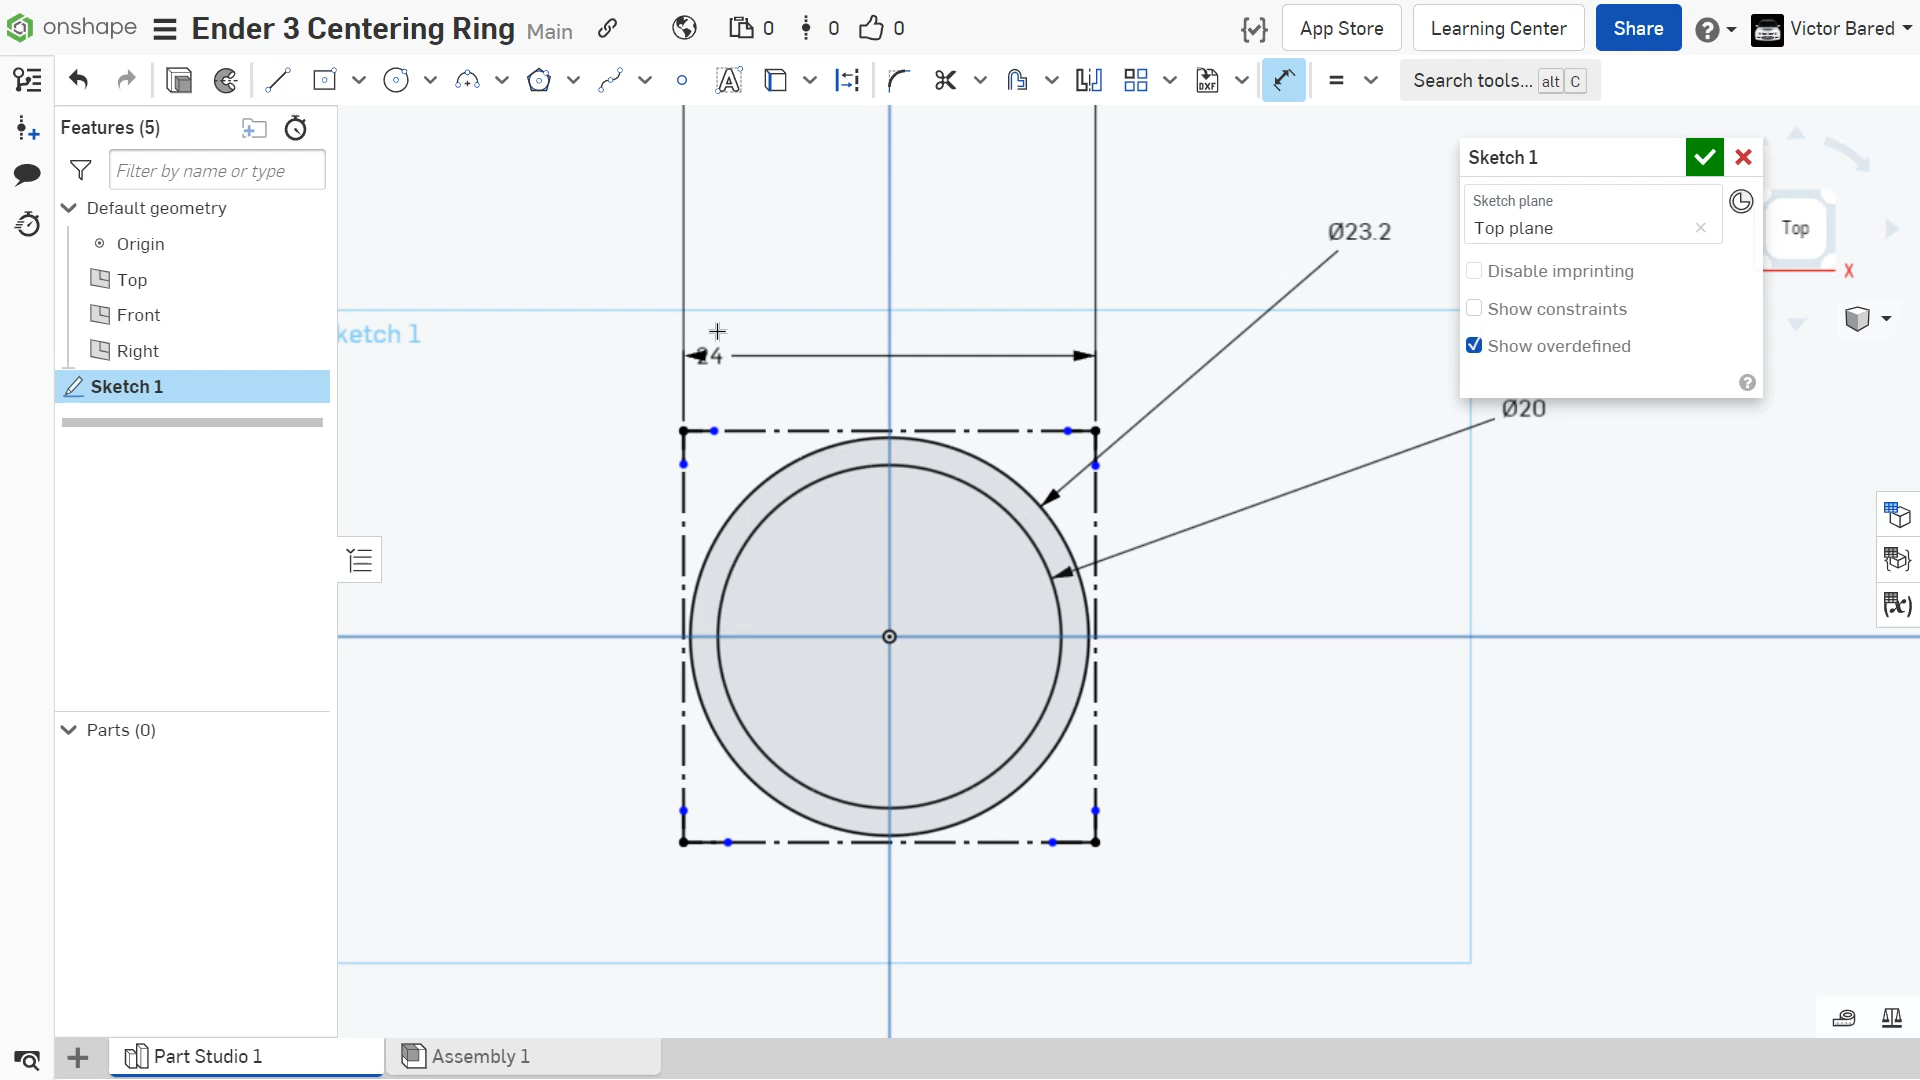 onshape Ender 3 Centering Ring Main 0 0 0 App Store Learning Center Share Victor Bared
DXF Search tools... alt C
Features (5)
Filter by name or type
Default geometry
Origin
Top
Front
Right
Sketch 1
Parts (0)
ketch 1
24
Ø23.2
Ø20
Sketch 1
Sketch plane
Top plane
Disable imprinting
Show constraints
Show overdefined
Top
X
Part Studio 1 Assembly 1